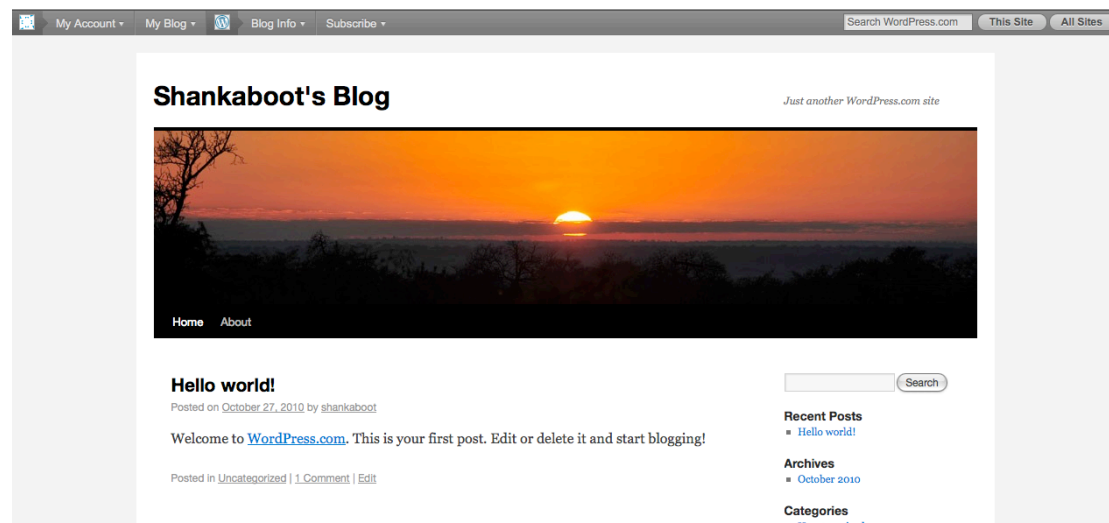 My Account ▾ My Blog ▾ Blog Info ▾ Subscribe ▾ Search WordPress.com This Site All Sites
Shankaboot's Blog
Just another WordPress.com site
Home About
Hello world!
Posted on October 27, 2010 by shankaboot
Welcome to WordPress.com. This is your first post. Edit or delete it and start blogging!
Posted in Uncategorized | 1 Comment | Edit
Search
Recent Posts
Hello world!
Archives
October 2010
Categories